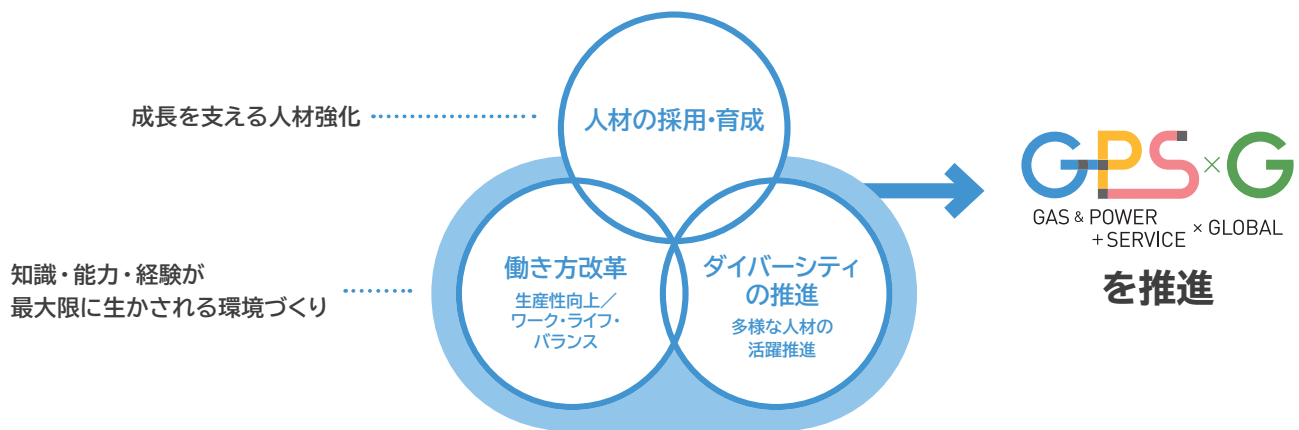 成長を支える人材強化
人材の採用・育成
知識・能力・経験が
最大限に生かされる環境づくり
働き方改革
生産性向上／
ワーク・ライフ・
バランス
ダイバーシティ
の推進
多様な人材の
活躍推進
GPS×G
GAS & POWER
+SERVICE × GLOBAL
を推進